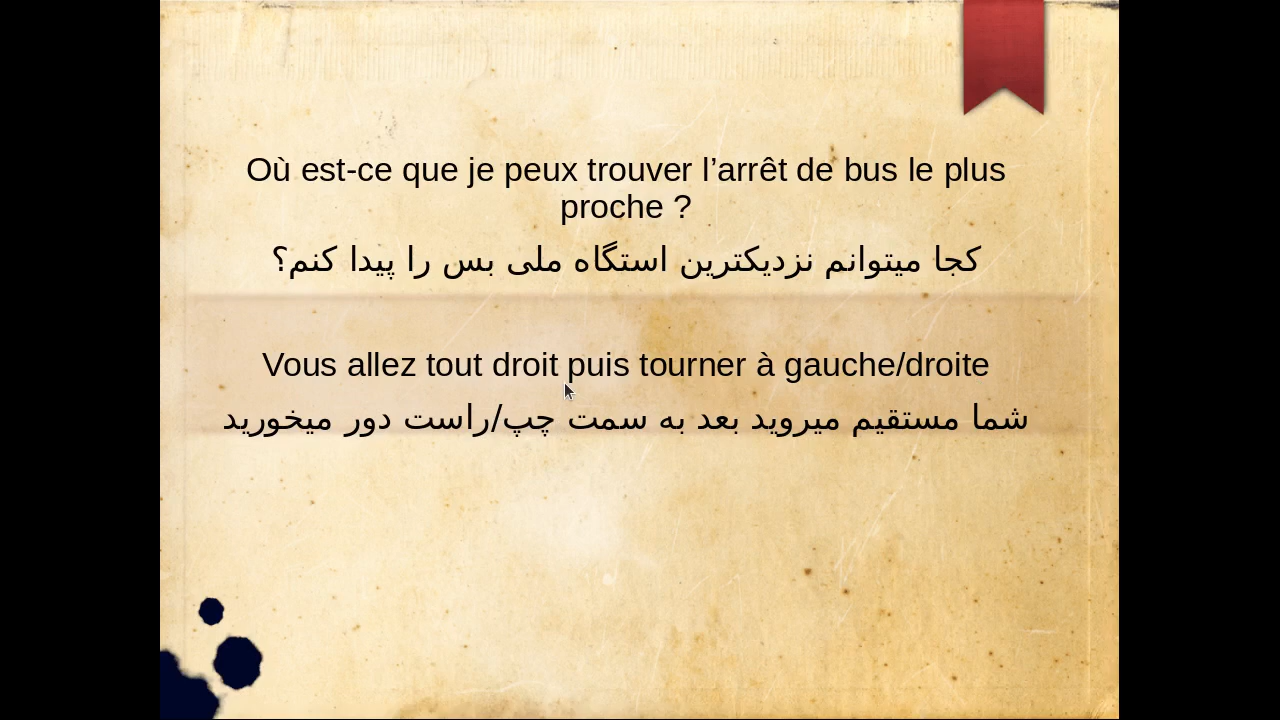 Où est-ce que je peux trouver l’arrêt de bus le plus
proche ?
کجا میتوانم نزدیکترین استگاه ملی بس را پیدا کنم؟
Vous allez tout droit puis tourner à gauche/droite
شما مستقیم میروید بعد به سمت چپ/راست دور میخورید